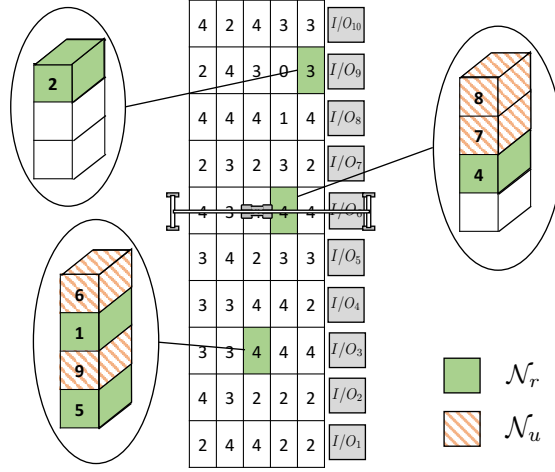 4 2 4 3 3 I/O₁₀
2
2 4 3 0 3 I/O₉
8
7
4
4 4 4 1 4 I/O₈
2 3 2 3 2 I/O₇
4 3 4 4 I/O₆
3 4 2 3 3 I/O₅
6
1
9
5
3 3 4 4 2 I/O₄
3 3 4 4 4 I/O₃
4 3 2 2 2 I/O₂
2 4 4 2 2 I/O₁
𝒩ᵣ
𝒩ᵤ